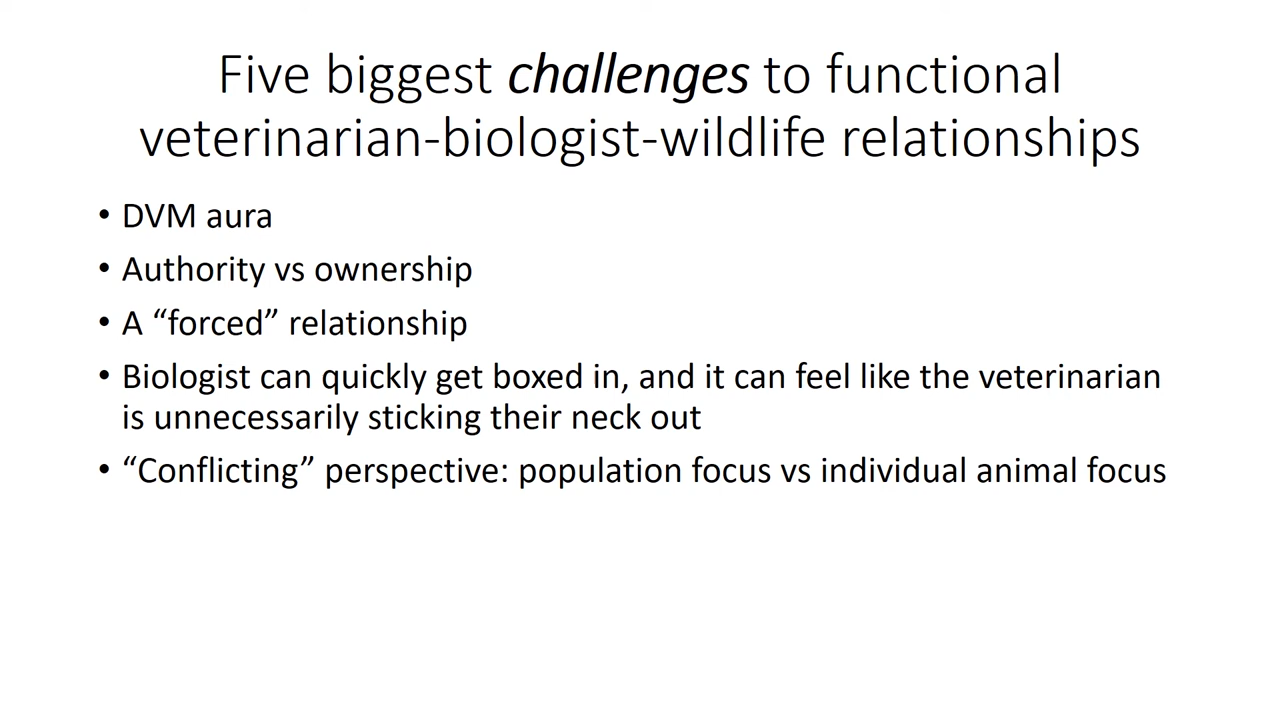 Five biggest challenges to functional
veterinarian-biologist-wildlife relationships
• DVM aura
• Authority vs ownership
• A “forced” relationship
• Biologist can quickly get boxed in, and it can feel like the veterinarian
is unnecessarily sticking their neck out
• “Conflicting” perspective: population focus vs individual animal focus